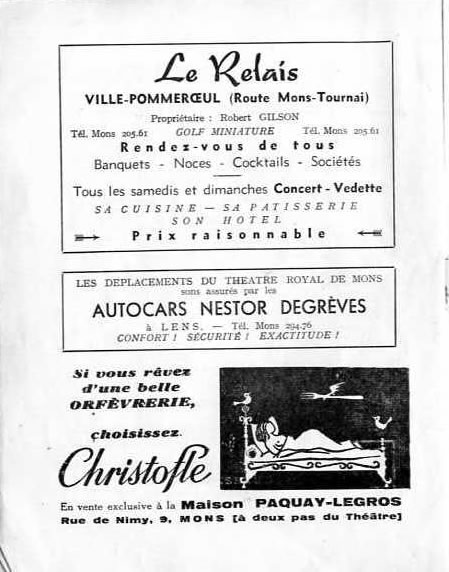 Le Relais
VILLE-POMMERŒUL (Route Mons-Tournai)
Propriétaire : Robert GILSON
Tél. Mons 205.61 GOLF MINIATURE Tél. Mons 205.61
Rendez-vous de tous
Banquets - Noces - Cocktails - Sociétés
Tous les samedis et dimanches Concert - Vedette
SA CUISINE — SA PATISSERIE
SON HOTEL
Prix raisonnable
LES DEPLACEMENTS DU THEATRE ROYAL DE MONS
sont assurés par les
AUTOCARS NESTOR DEGRÈVES
à LENS. — Tél. Mons 294.76
CONFORT ! SÉCURITÉ ! EXACTITUDE !
Si vous rêvez
d'une belle
ORFÈVRERIE,
choisissez.
Christofle
En vente exclusive à la Maison PAQUAY-LEGROS
Rue de Nimy, 9, MONS [à deux pas du Théâtre]